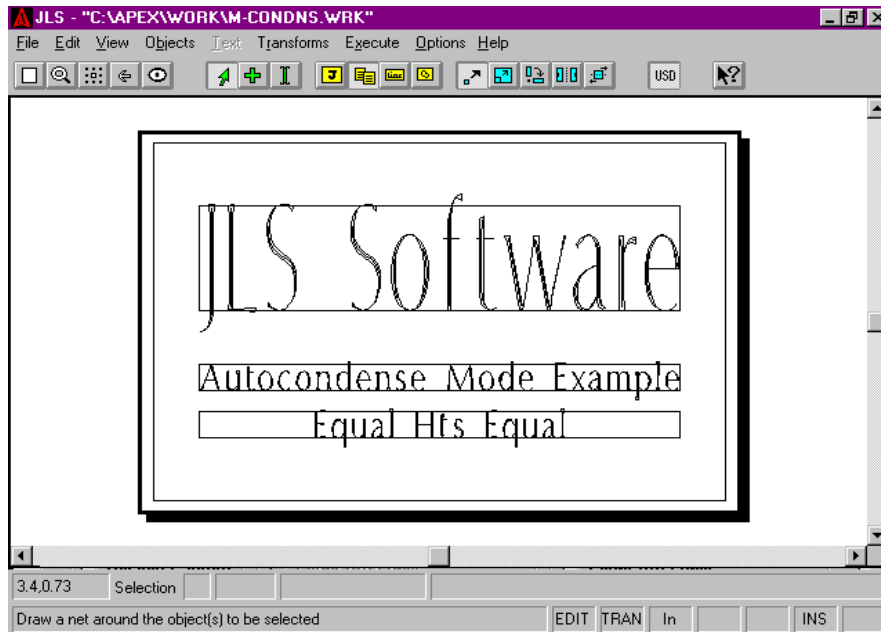 JLS - "C:\APEX\WORK\M-CONDNS.WRK"
File Edit View Objects Text Transforms Execute Options Help
J USD ?
JLS Software
Autocondense Mode Example
Equal Hts Equal
3.4,0.73 Selection
Draw a net around the object(s) to be selected EDIT TRAN In INS